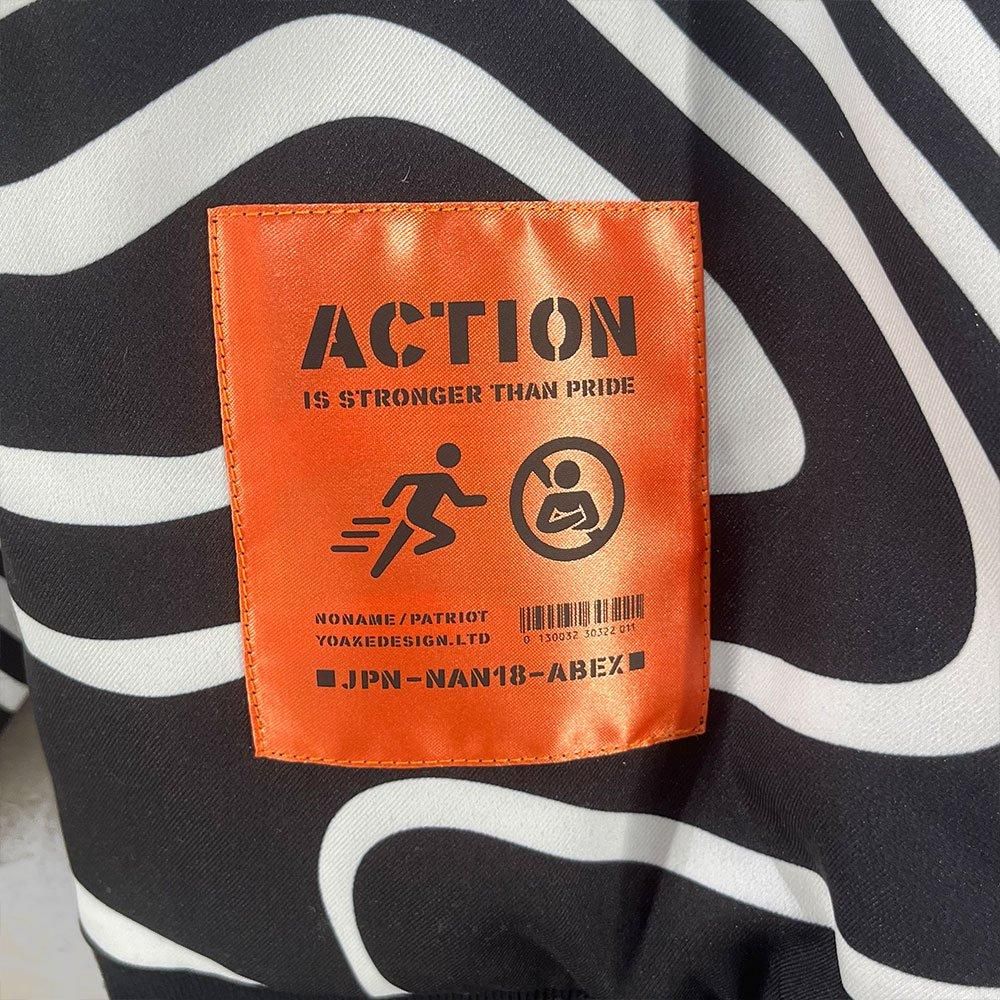 ACTION
IS STRONGER THAN PRIDE
NONAME/PATRIOT
YOAKEDESIGN.LTD
0 130032 30322 011
■JPN-NAN18-ABEX■